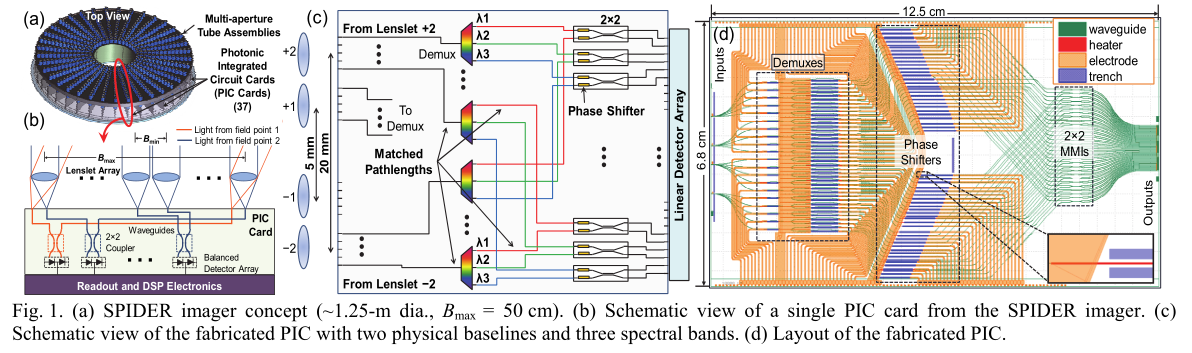 (a)
Top View
Multi-aperture
Tube Assemblies
Photonic
Integrated
Circuit Cards
(PIC Cards)
(37)
(b)
Light from field point 1
Light from field point 2
Bmin
Bmax
Lenslet Array
PIC
Card
Waveguides
2×2
Coupler
Balanced
Detector Array
Readout and DSP Electronics
(c)
From Lenslet +2
λ1
λ2
λ3
Demux
2×2
+2
+1
−1
−2
5 mm
20 mm
To
Demux
Phase Shifter
Matched
Pathlengths
λ1
λ2
λ3
From Lenslet −2
Linear Detector Array
12.5 cm
(d)
6.8 cm
Inputs
Demuxes
Phase
Shifters
2×2
MMIs
Outputs
waveguide
heater
electrode
trench
Fig. 1. (a) SPIDER imager concept (~1.25-m dia., Bmax = 50 cm). (b) Schematic view of a single PIC card from the SPIDER imager. (c)
Schematic view of the fabricated PIC with two physical baselines and three spectral bands. (d) Layout of the fabricated PIC.